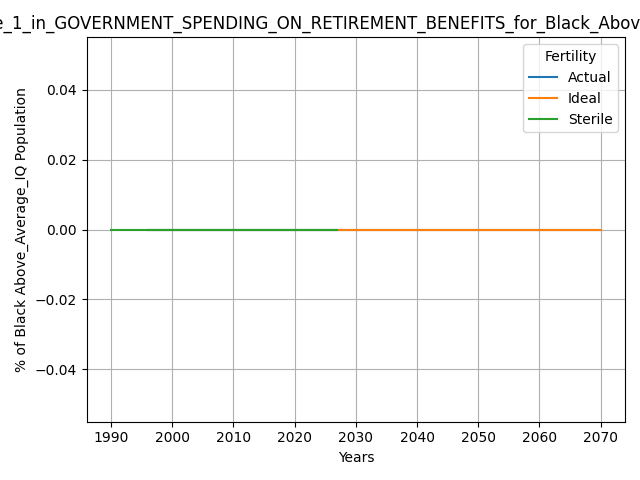 e_1_in_GOVERNMENT_SPENDING_ON_RETIREMENT_BENEFITS_for_Black_Abov
Fertility
Actual
Ideal
Sterile
% of Black Above_Average_IQ Population
0.04
0.02
0.00
−0.02
−0.04
1990 2000 2010 2020 2030 2040 2050 2060 2070
Years